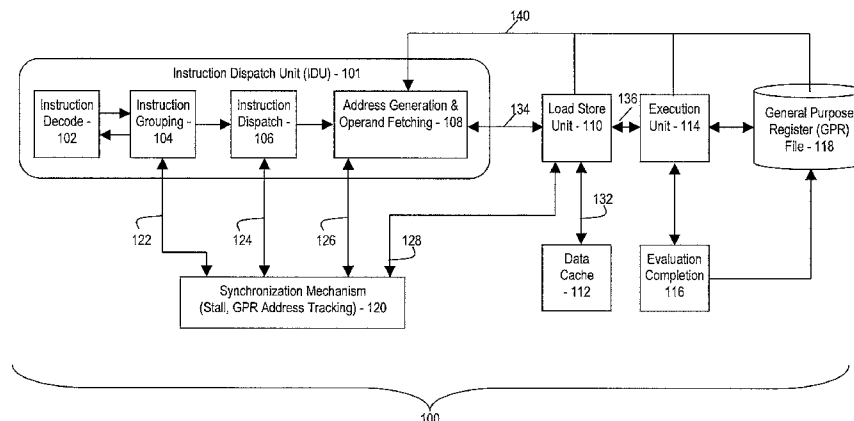 140
Instruction Dispatch Unit (IDU) - 101
Instruction
Decode -
102
Instruction
Grouping -
104
Instruction
Dispatch -
106
Address Generation &
Operand Fetching - 108
134
Load Store
Unit - 110
136
Execution
Unit - 114
General Purpose
Register (GPR)
File - 118
122
124
126
128
132
Data
Cache
- 112
Evaluation
Completion
116
Synchronization Mechanism
(Stall, GPR Address Tracking) - 120
100